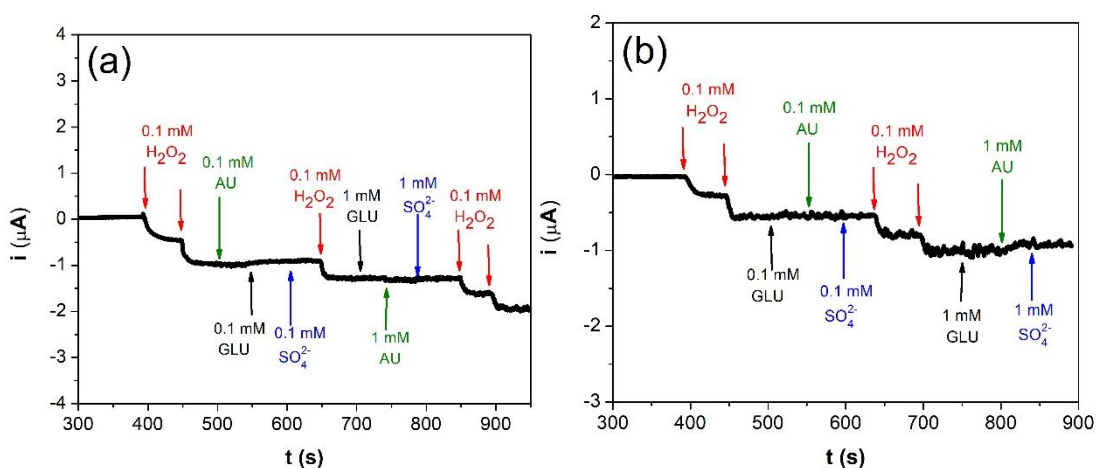 (a)
4
3
2
1
0
-1
-2
-3
-4
i (μA)
0.1 mM
H₂O₂
0.1 mM
AU
0.1 mM
GLU
0.1 mM
SO₄²⁻
0.1 mM
H₂O₂
1 mM
GLU
1 mM
AU
1 mM
SO₄²⁻
0.1 mM
H₂O₂
300 400 500 600 700 800 900
t (s)
(b)
2
1
0
-1
-2
-3
i (μA)
0.1 mM
H₂O₂
0.1 mM
GLU
0.1 mM
AU
0.1 mM
SO₄²⁻
0.1 mM
H₂O₂
1 mM
GLU
1 mM
AU
1 mM
SO₄²⁻
300 400 500 600 700 800 900
t (s)